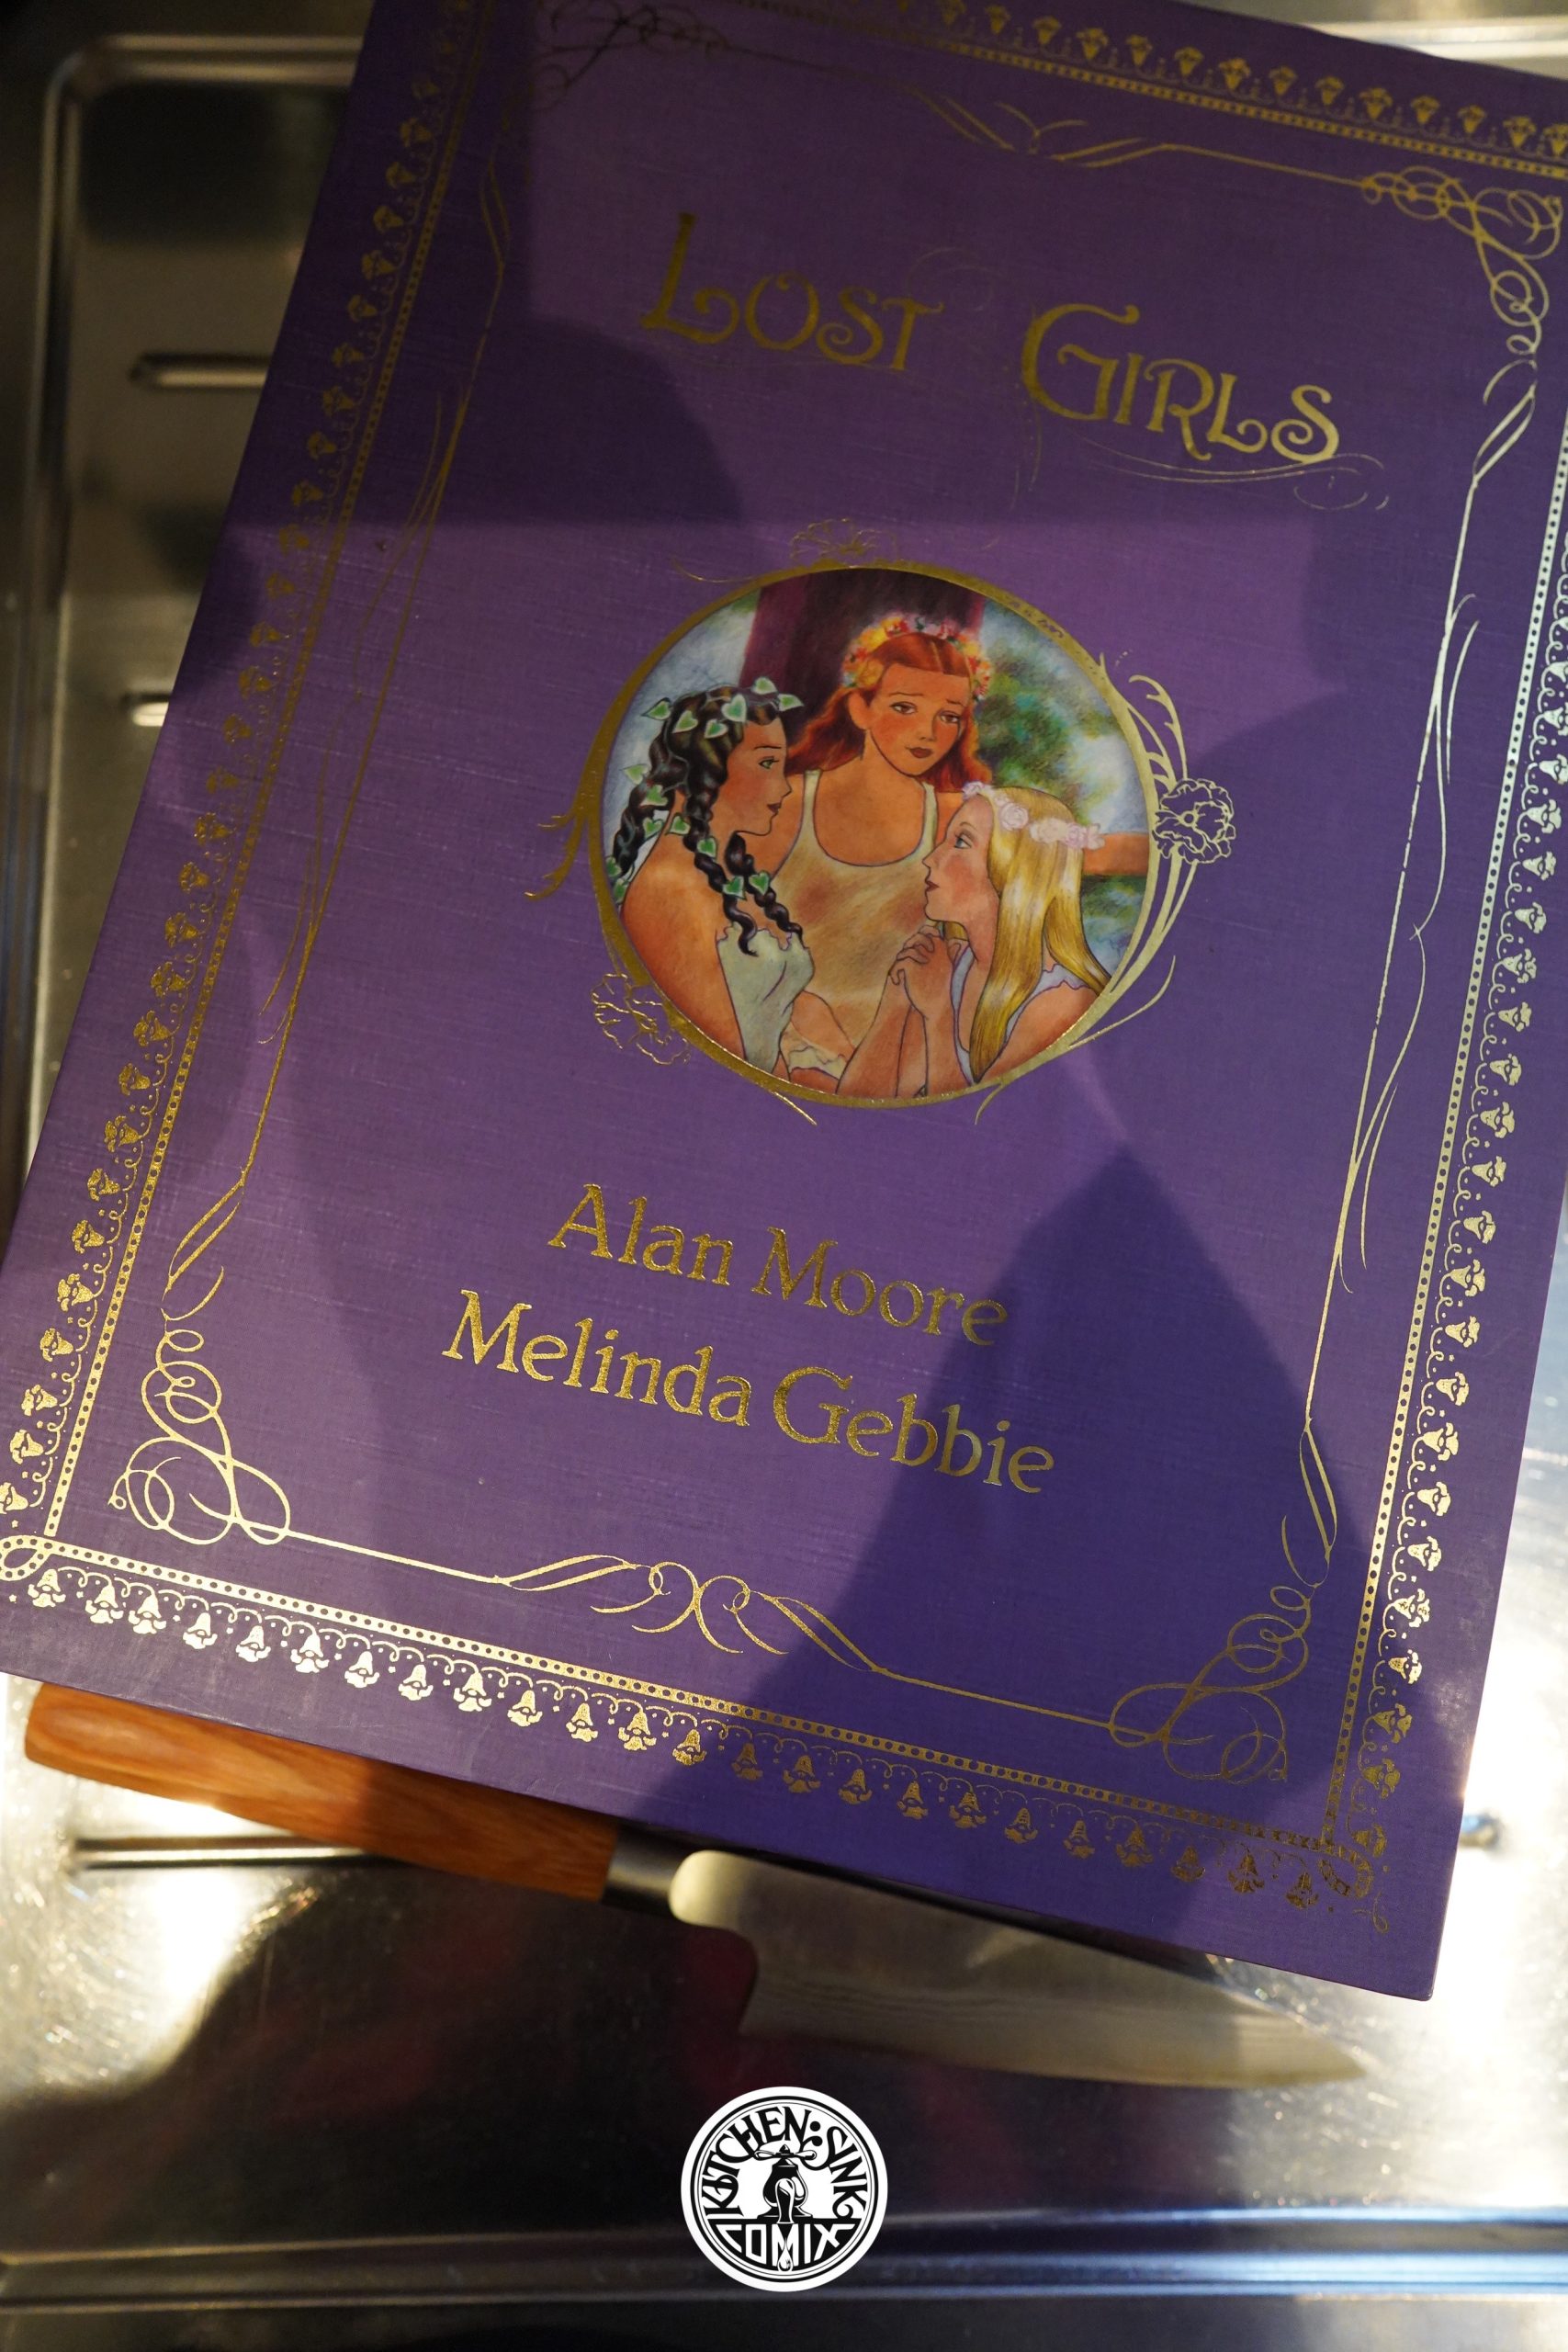 Lost Girls
Alan Moore
Melinda Gebbie
KITCHEN SINK
COMIX